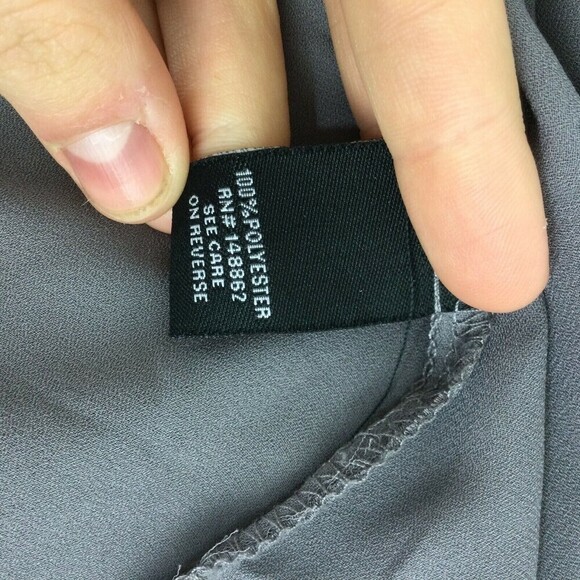 100%POLYESTER
RN# 148862
SEE CARE
ON REVERSE